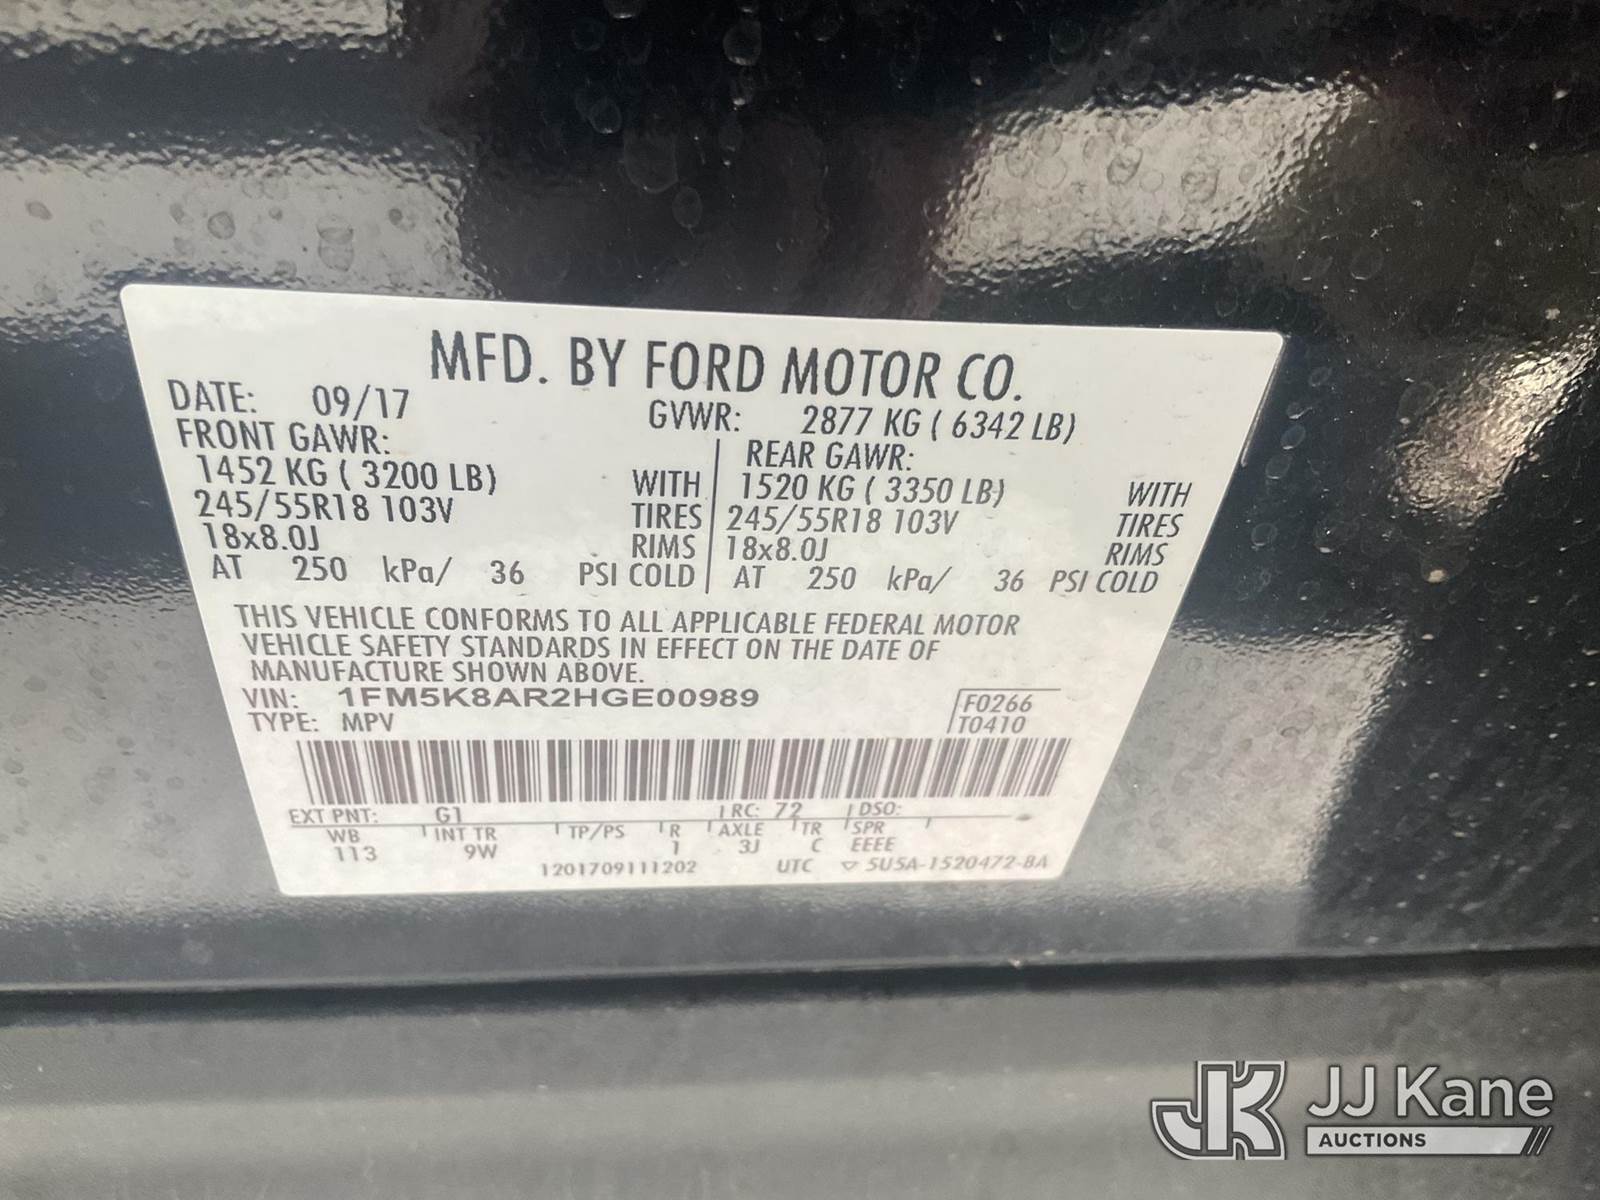 MFD. BY FORD MOTOR CO.
DATE: 09/17 GVWR: 2877 KG ( 6342 LB)
FRONT GAWR: REAR GAWR:
1452 KG ( 3200 LB) WITH 1520 KG ( 3350 LB) WITH
245/55R18 103V TIRES 245/55R18 103V TIRES
18x8.0J RIMS 18x8.0J RIMS
AT 250 kPa/ 36 PSI COLD AT 250 kPa/ 36 PSI COLD
THIS VEHICLE CONFORMS TO ALL APPLICABLE FEDERAL MOTOR
VEHICLE SAFETY STANDARDS IN EFFECT ON THE DATE OF
MANUFACTURE SHOWN ABOVE.
VIN: 1FM5K8AR2HGE00989 F0266
TYPE: MPV T0410
EXT PNT: G1 RC: 72 DSO:
WB INT TR TP/PS R AXLE TR SPR
113 9W 1 3J C EEEE
1201709111202 UTC ▽ 5U5A-1520472-BA
JK JJ Kane
AUCTIONS